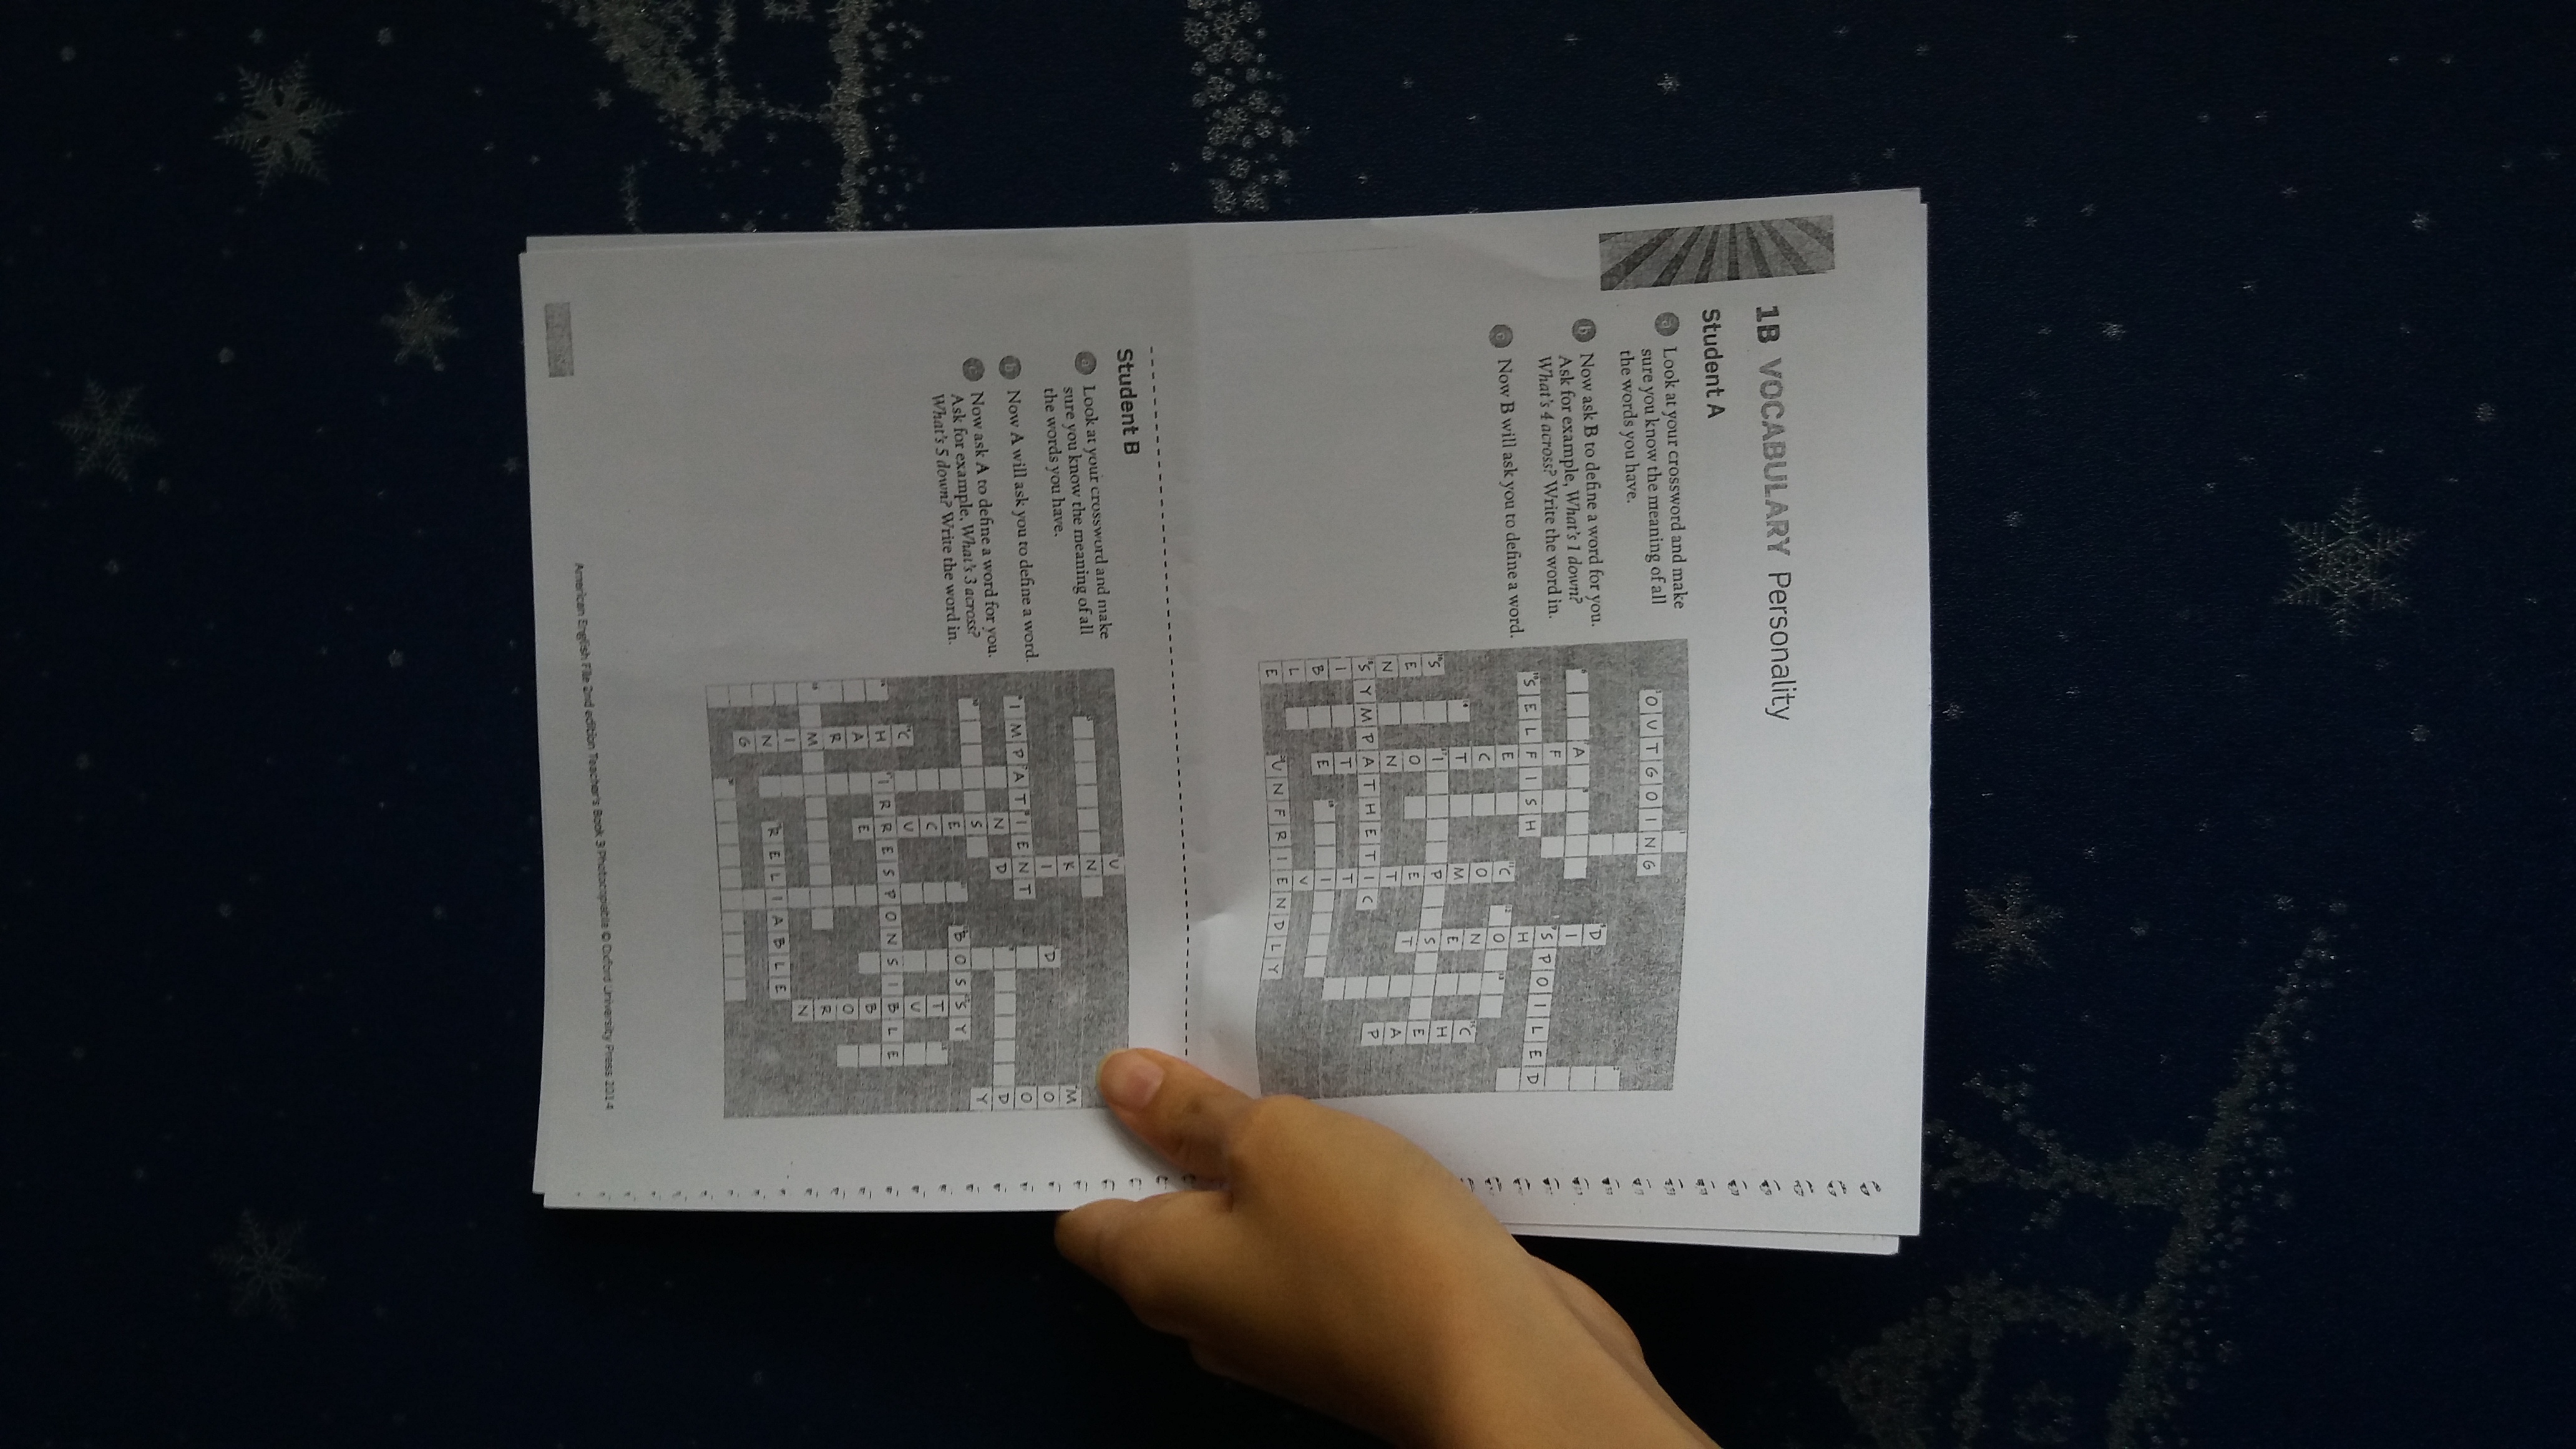 1B VOCABULARY Personality
Student A
a Look at your crossword and make
sure you know the meaning of all
the words you have.
b Now ask B to define a word for you.
Ask for example, What's 1 down?
What's 4 across? Write the word in.
c Now B will ask you to define a word.
OUTGOING
SPOILED
SELFISH
SYMPATHETIC
UNFRIENDLY
DISHONEST
AFFECTIONATE
COMPETITIVE
CHEAP
SENSIBLE
Student B
a Look at your crossword and make
sure you know the meaning of all
the words you have.
b Now A will ask you to define a word.
c Now ask A to define a word for you.
Ask for example, What's 3 across?
What's 5 down? Write the word in.
UNKIND
MOODY
D
IMPATIENT
INSECURE
BOSSY
STUBBORN
CHARMING
IRRESPONSIBLE
RELIABLE
American English File 2nd edition Teacher's Book 3 Photocopiable © Oxford University Press 2014